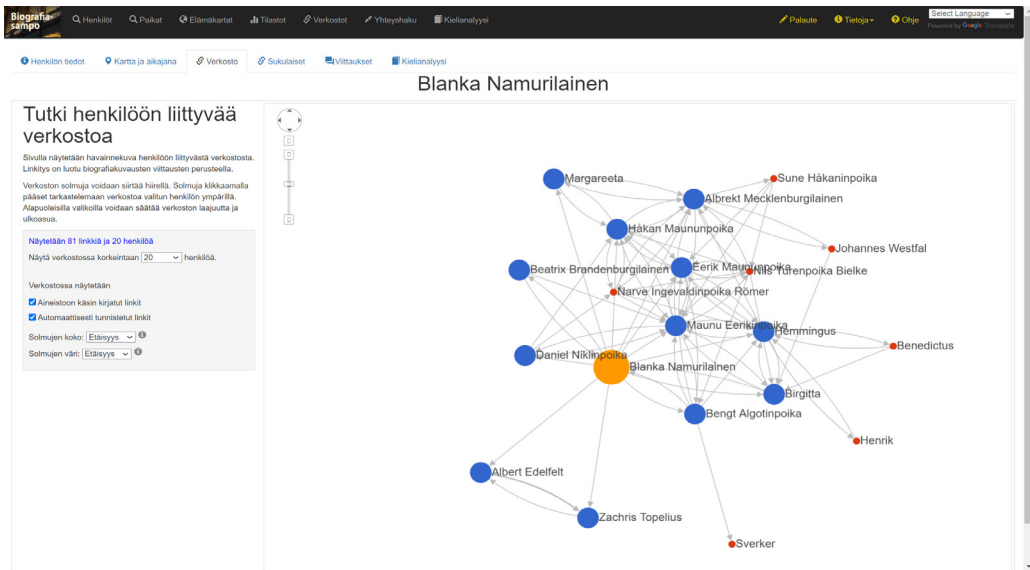 Biografia-
sampo
Henkilöt
Paikat
Elämäkartat
Tilastot
Verkostot
Yhteyshaku
Kielianalyysi
Palaute
Tietoja
Ohje
Select Language
Powered by Google Translate
Henkilön tiedot
Kartta ja aikajana
Verkosto
Sukulaiset
Viittaukset
Kielianalyysi
Blanka Namurilainen
Tutki henkilöön liittyvää
verkostoa
Sivulla näytetään havainnekuva henkilön liittyvästä verkostosta.
Linkitys on luotu biografiakuvausten viittausten perusteella.
Verkoston solmuja voidaan siirtää hiirellä. Solmuja klikkaamalla
pääset tarkastelemaan verkostoa valitun henkilön ympärillä.
Alapuoleisilla valikoilla voidaan säätää verkoston laajuutta ja
ulkoasua.
Näytetään 81 linkkiä ja 20 henkilöä
Näytä verkostossa korkeintaan 20 henkilöä.
Verkostossa näytetään
Aineistoon käsin kirjatut linkit
Automaattisesti tunnistetut linkit
Solmujen koko: Etäisyys
Solmujen väri: Etäisyys
Margareeta
Sune Håkaninpoika
Albrekt Mecklenburgilainen
Håkan Maununpoika
Johannes Westfal
Beatrix Brandenburgilainen
Eerik Maununpoika
Nils Turenpoika Bielke
Narve Ingevaldinpoika Römer
Maunu Eerikinpoika
Hemmingus
Benedictus
Daniel Niklinpoika
Blanka Namurilainen
Birgitta
Bengt Algotinpoika
Henrik
Albert Edelfelt
Zachris Topelius
Sverker